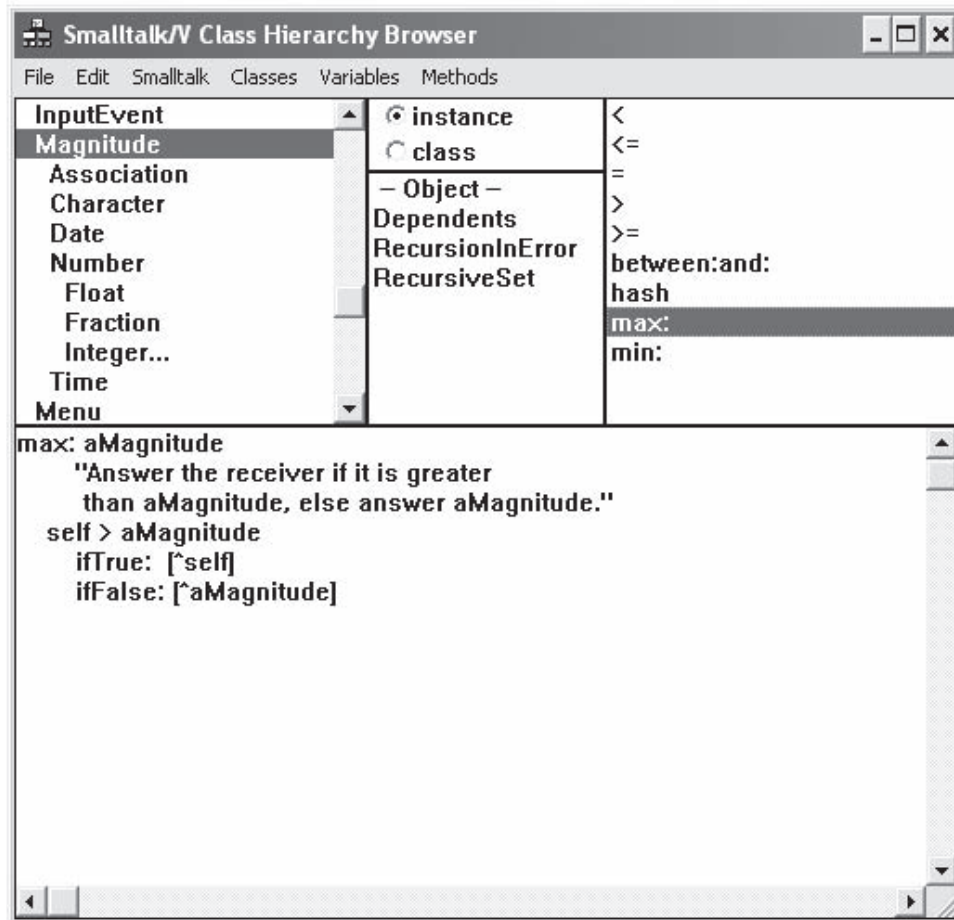 Smalltalk/V Class Hierarchy Browser
File Edit Smalltalk Classes Variables Methods
InputEvent
Magnitude
Association
Character
Date
Number
Float
Fraction
Integer...
Time
Menu
instance
class
– Object –
Dependents
RecursionInError
RecursiveSet
<
<=
=
>
>=
between:and:
hash
max:
min:
max: aMagnitude
"Answer the receiver if it is greater
than aMagnitude, else answer aMagnitude."
self > aMagnitude
ifTrue: [^self]
ifFalse: [^aMagnitude]